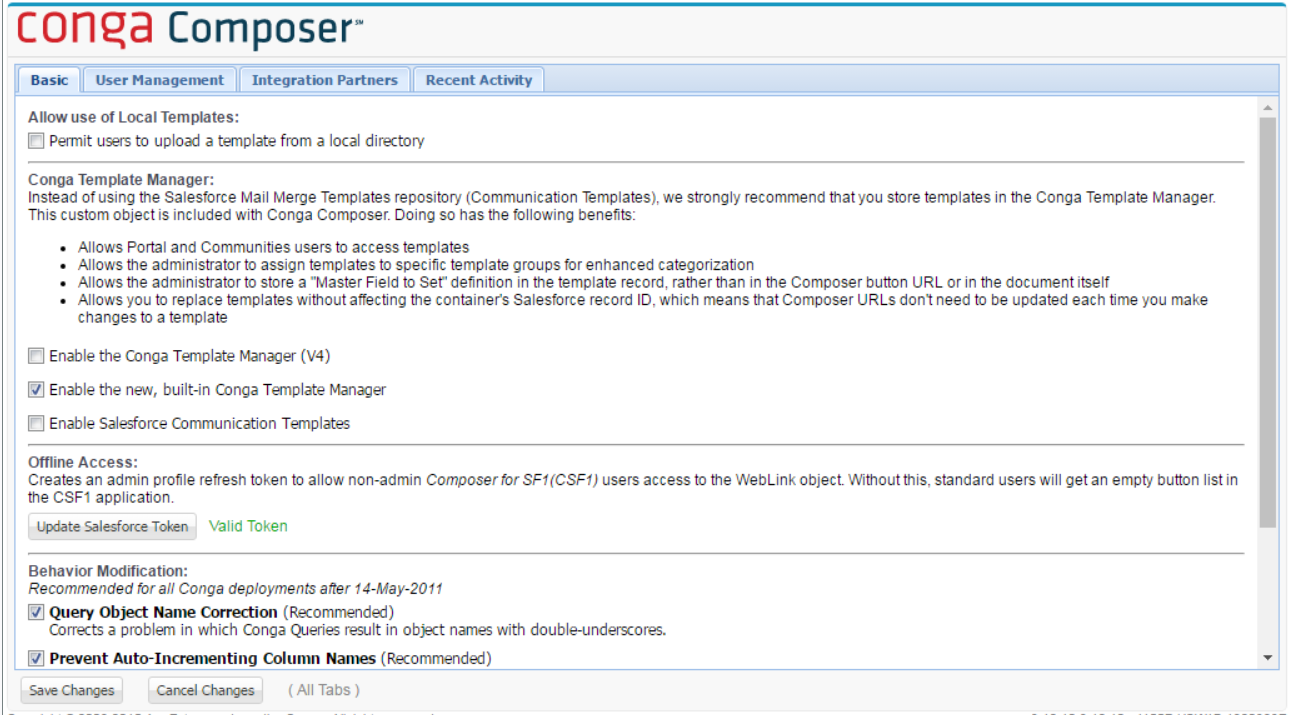 conga Composer℠
Basic
User Management
Integration Partners
Recent Activity
Allow use of Local Templates:
Permit users to upload a template from a local directory
Conga Template Manager:
Instead of using the Salesforce Mail Merge Templates repository (Communication Templates), we strongly recommend that you store templates in the Conga Template Manager.
This custom object is included with Conga Composer. Doing so has the following benefits:
• Allows Portal and Communities users to access templates
• Allows the administrator to assign templates to specific template groups for enhanced categorization
• Allows the administrator to store a "Master Field to Set" definition in the template record, rather than in the Composer button URL or in the document itself
• Allows you to replace templates without affecting the container's Salesforce record ID, which means that Composer URLs don't need to be updated each time you make
changes to a template
Enable the Conga Template Manager (V4)
Enable the new, built-in Conga Template Manager
Enable Salesforce Communication Templates
Offline Access:
Creates an admin profile refresh token to allow non-admin Composer for SF1(CSF1) users access to the WebLink object. Without this, standard users will get an empty button list in
the CSF1 application.
Update Salesforce Token
Valid Token
Behavior Modification:
Recommended for all Conga deployments after 14-May-2011
Query Object Name Correction (Recommended)
Corrects a problem in which Conga Queries result in object names with double-underscores.
Prevent Auto-Incrementing Column Names (Recommended)
Save Changes
Cancel Changes
( All Tabs )